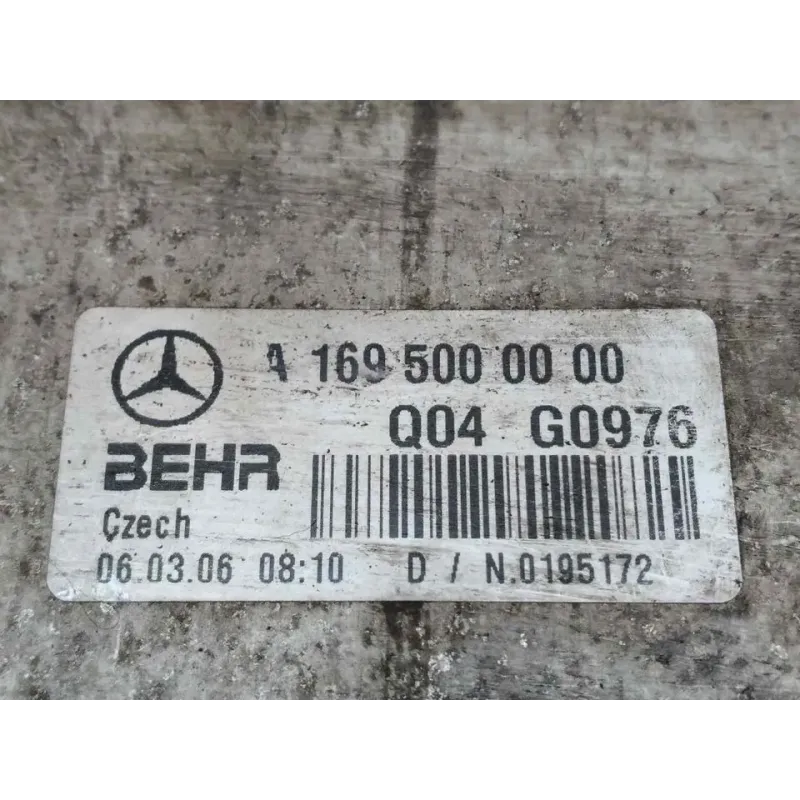 A 169 500 00 00
Q04 G0976
BEHR
Czech
06.03.06 08:10 D / N.0195172